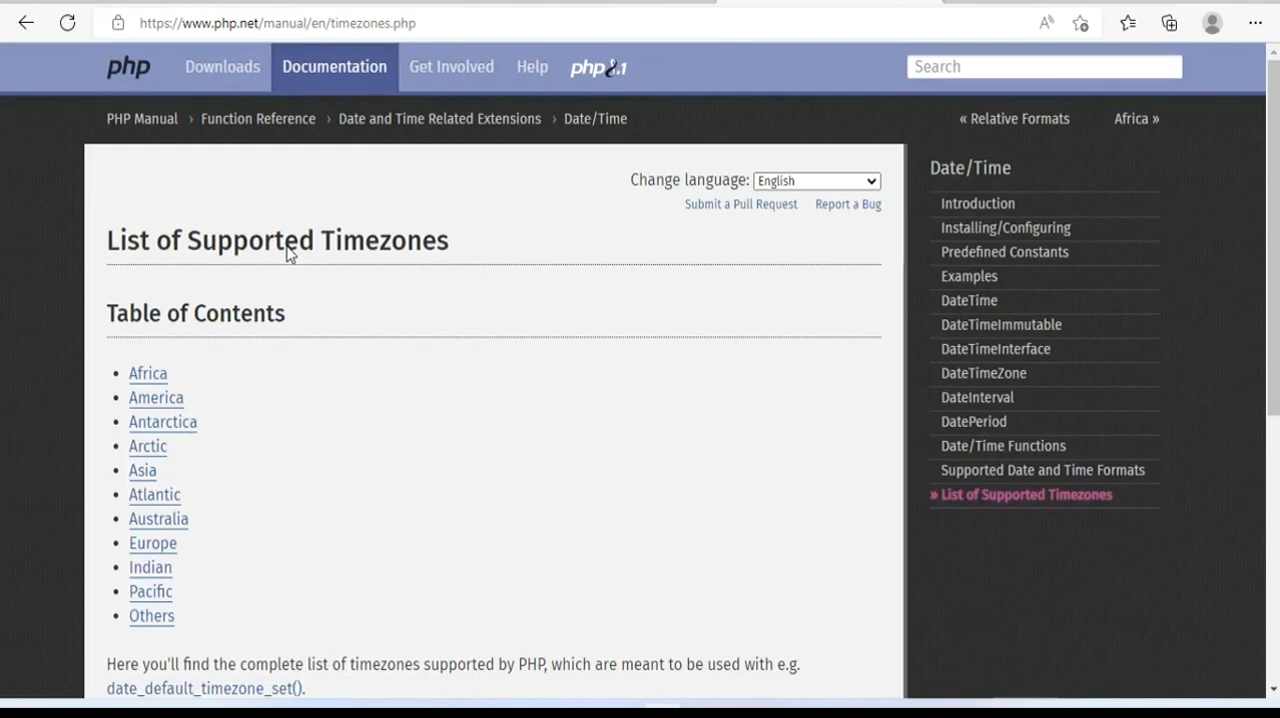 https://www.php.net/manual/en/timezones.php
php Downloads Documentation Get Involved Help php8.1 Search
PHP Manual › Function Reference › Date and Time Related Extensions › Date/Time « Relative Formats Africa »
Change language: English
Submit a Pull Request Report a Bug
List of Supported Timezones
Table of Contents
• Africa
• America
• Antarctica
• Arctic
• Asia
• Atlantic
• Australia
• Europe
• Indian
• Pacific
• Others
Here you'll find the complete list of timezones supported by PHP, which are meant to be used with e.g.
date_default_timezone_set().
Date/Time
Introduction
Installing/Configuring
Predefined Constants
Examples
DateTime
DateTimeImmutable
DateTimeInterface
DateTimeZone
DateInterval
DatePeriod
Date/Time Functions
Supported Date and Time Formats
» List of Supported Timezones